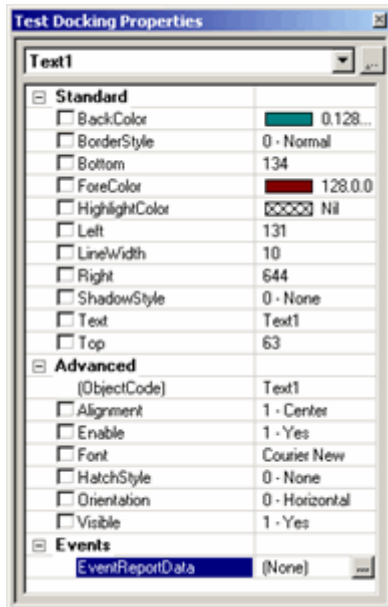 Test Docking Properties
Text1
Standard
BackColor 0.128...
BorderStyle 0 - Normal
Bottom 134
ForeColor 128.0.0
HighlightColor Nil
Left 131
LineWidth 10
Right 644
ShadowStyle 0 - None
Text Text1
Top 63
Advanced
(ObjectCode) Text1
Alignment 1 - Center
Enable 1 - Yes
Font Courier New
HatchStyle 0 - None
Orientation 0 - Horizontal
Visible 1 - Yes
Events
EventReportData (None) ...